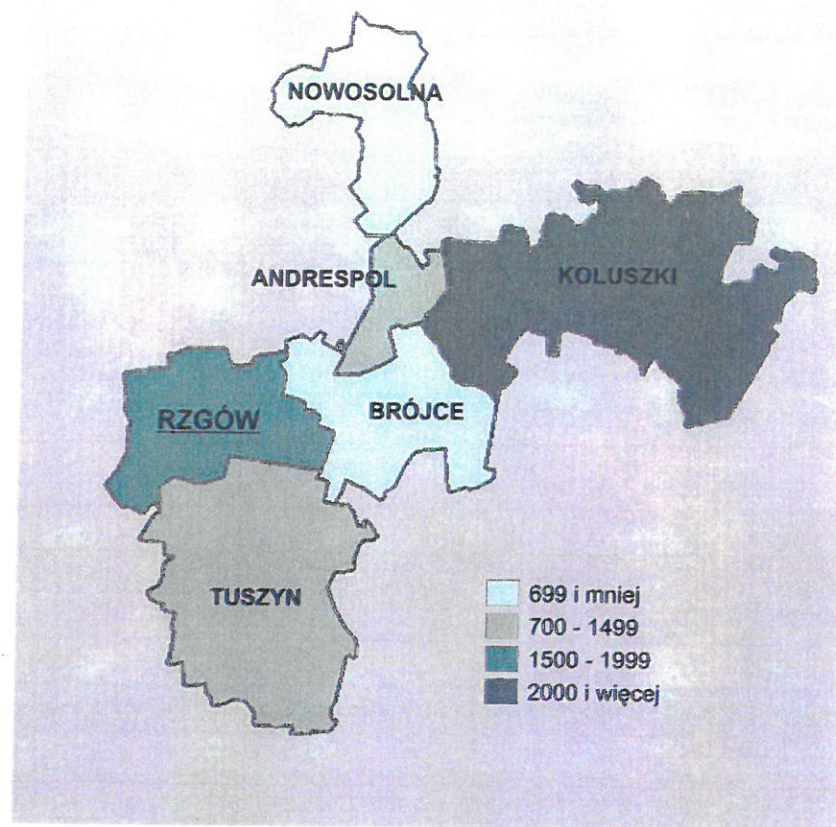 NOWOSOLNA
ANDRESPOL
KOLUSZKI
RZGÓW
BRÓJCE
TUSZYN
699 i mniej
700 - 1499
1500 - 1999
2000 i więcej